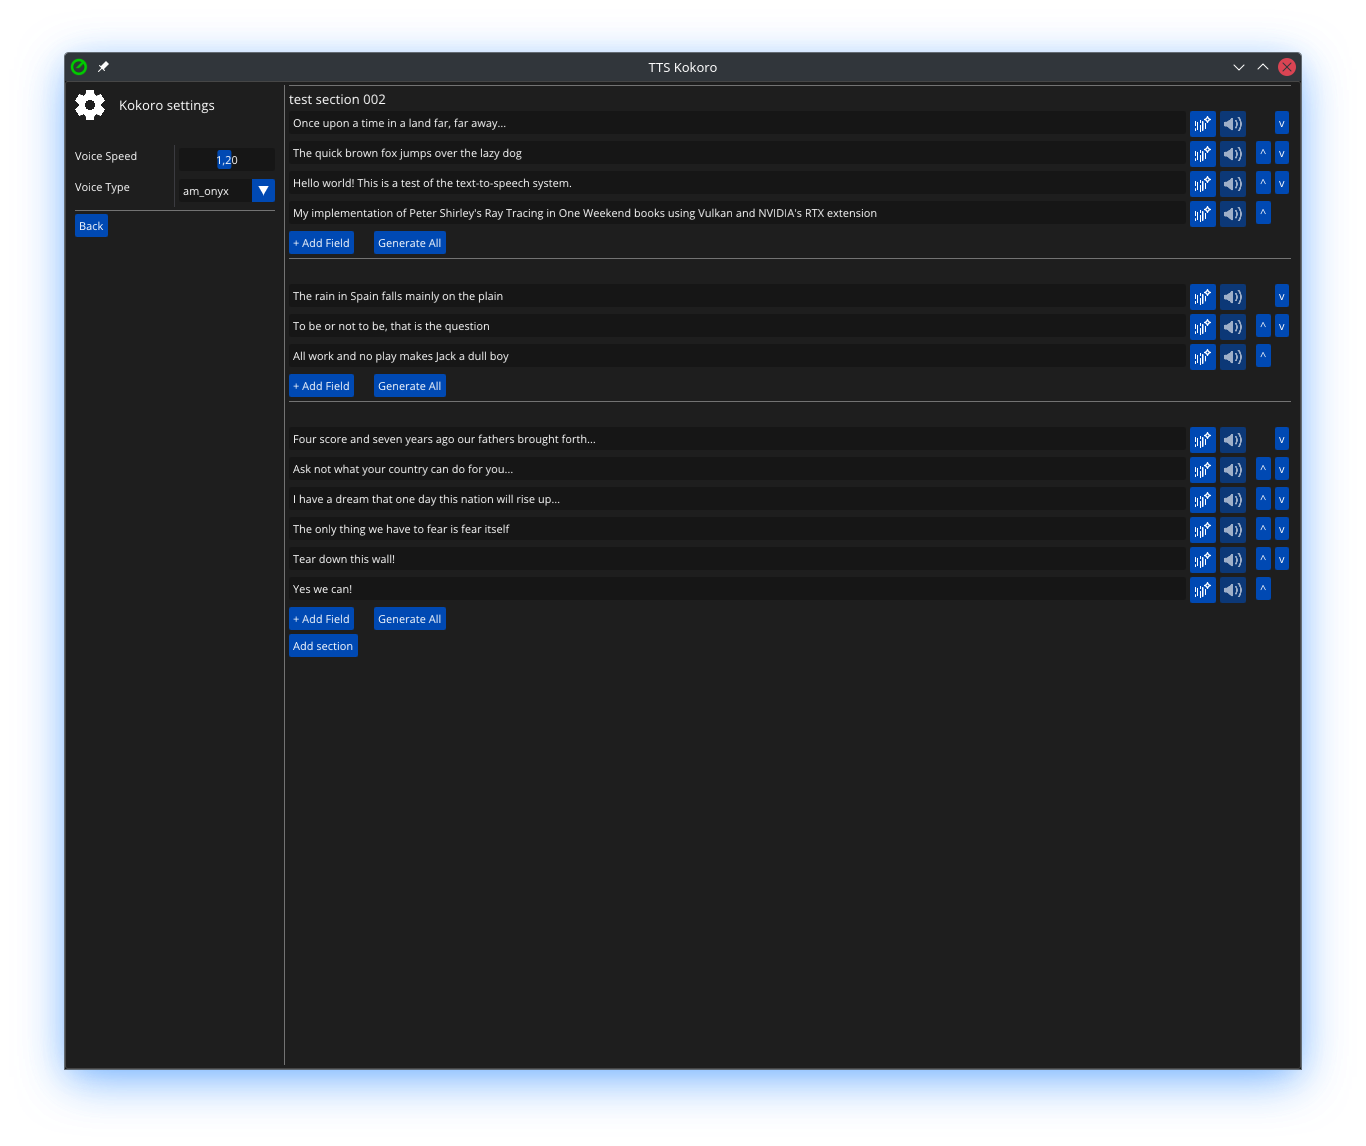 TTS Kokoro
Kokoro settings
Voice Speed
1,20
Voice Type
am_onyx
Back
test section 002
Once upon a time in a land far, far away...
v
The quick brown fox jumps over the lazy dog
^ v
Hello world! This is a test of the text-to-speech system.
^ v
My implementation of Peter Shirley's Ray Tracing in One Weekend books using Vulkan and NVIDIA's RTX extension
^
+ Add Field Generate All
The rain in Spain falls mainly on the plain
v
To be or not to be, that is the question
^ v
All work and no play makes Jack a dull boy
^
+ Add Field Generate All
Four score and seven years ago our fathers brought forth...
v
Ask not what your country can do for you...
^ v
I have a dream that one day this nation will rise up...
^ v
The only thing we have to fear is fear itself
^ v
Tear down this wall!
^ v
Yes we can!
^
+ Add Field Generate All
Add section